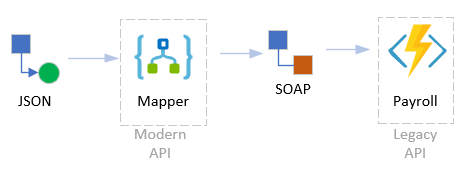 JSON
Mapper
SOAP
Payroll
Modern
API
Legacy
API